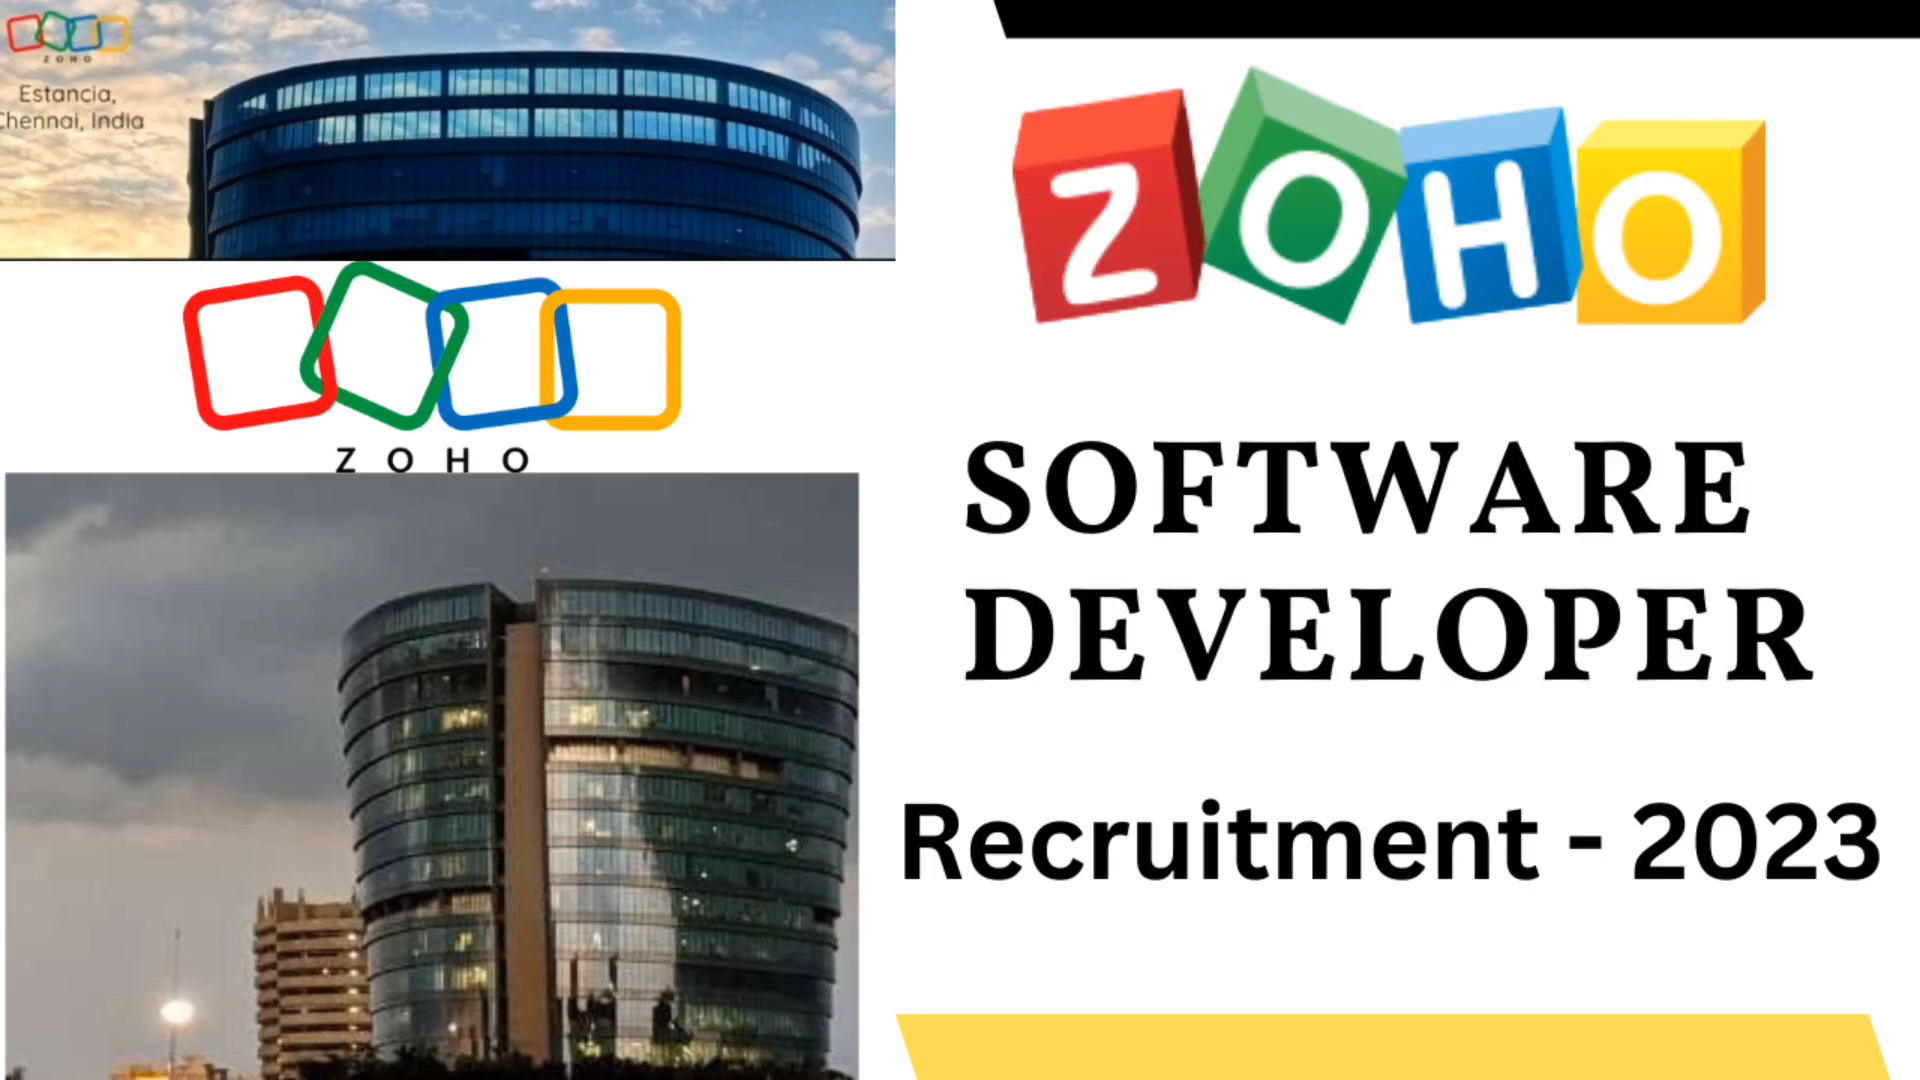 ZOHO
Estancia,
Chennai, India
ZOHO
ZOHO
SOFTWARE
DEVELOPER
Recruitment - 2023